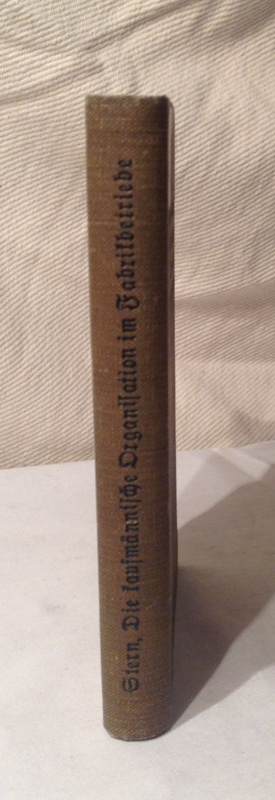 Stern, Die kaufmännische Organisation im Fabrikbetriebe